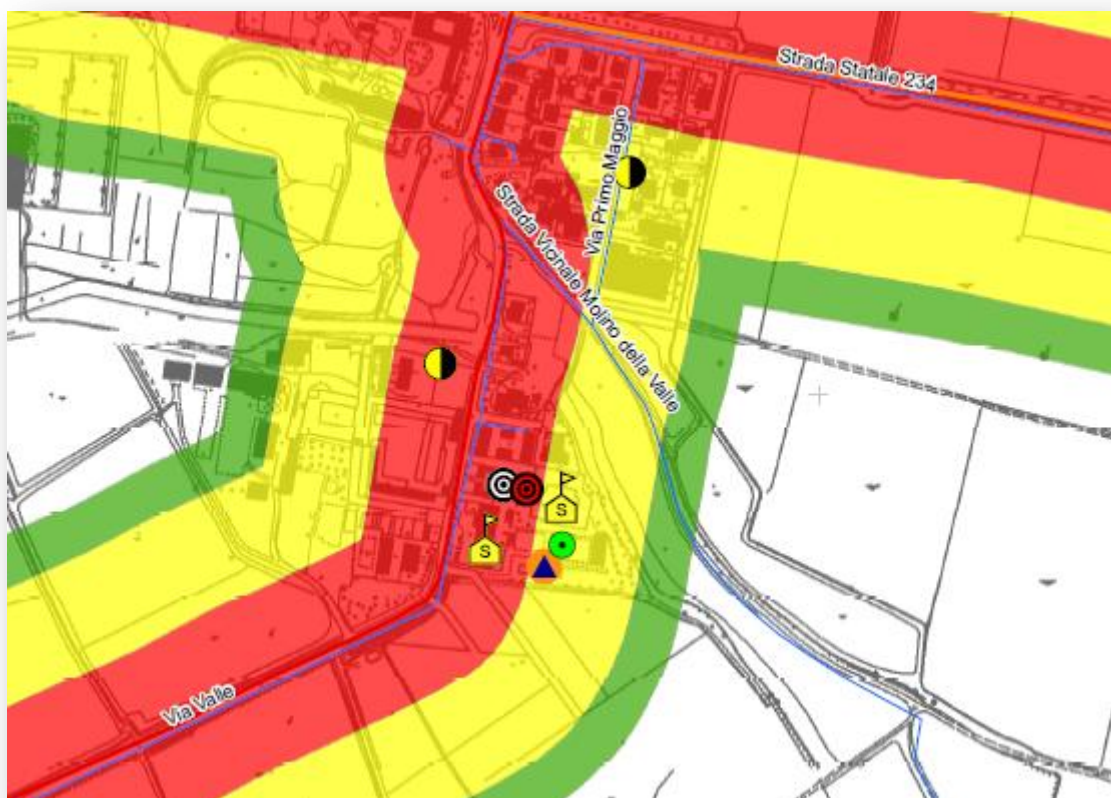 Strada Statale 234
Via Primo Maggio
Strada Vicinale Molino della Valle
S
S
Via Valle